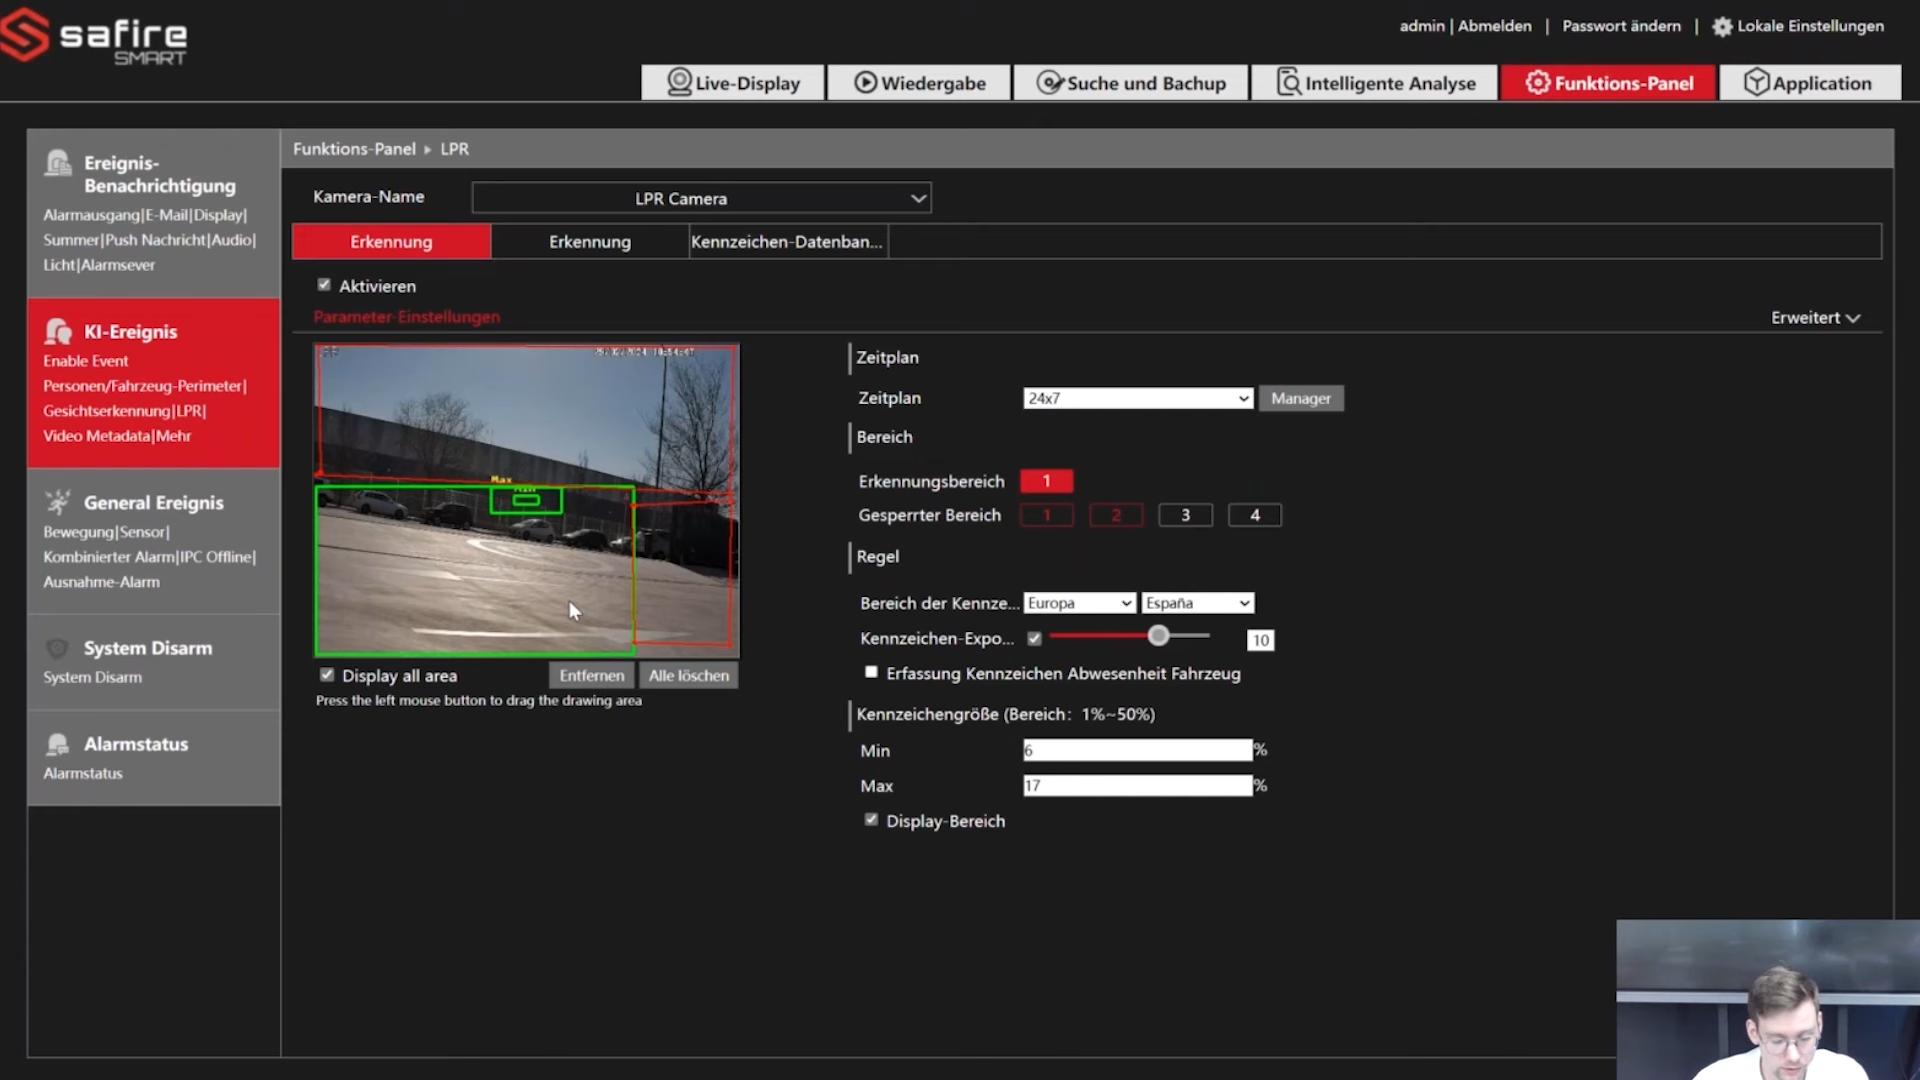 safire
SMART
admin | Abmelden | Passwort ändern | Lokale Einstellungen
Live-Display
Wiedergabe
Suche und Bachup
Intelligente Analyse
Funktions-Panel
Application
Ereignis-
Benachrichtigung
Alarmausgang|E-Mail|Display|
Summer|Push Nachricht|Audio|
Licht|Alarmsever
KI-Ereignis
Enable Event
Personen/Fahrzeug-Perimeter|
Gesichtserkennung|LPR|
Video Metadata|Mehr
General Ereignis
Bewegung|Sensor|
Kombinierter Alarm|IPC Offline|
Ausnahme-Alarm
System Disarm
System Disarm
Alarmstatus
Alarmstatus
Funktions-Panel ▸ LPR
Kamera-Name
LPR Camera
Erkennung
Erkennung
Kennzeichen-Datenban...
Aktivieren
Parameter-Einstellungen
Erweitert
Max
Display all area
Entfernen
Alle löschen
Press the left mouse button to drag the drawing area
Zeitplan
Zeitplan
24x7
Manager
Bereich
Erkennungsbereich
1
Gesperrter Bereich
1
2
3
4
Regel
Bereich der Kennze...
Europa
España
Kennzeichen-Expo...
10
Erfassung Kennzeichen Abwesenheit Fahrzeug
Kennzeichengröße (Bereich: 1%~50%)
Min
6
%
Max
17
%
Display-Bereich